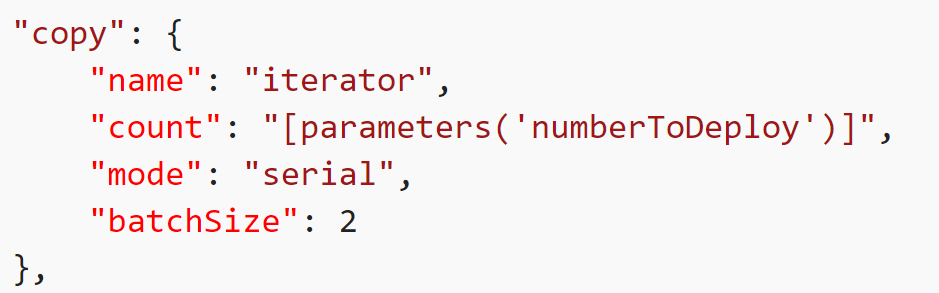 "copy": {
    "name": "iterator",
    "count": "[parameters('numberToDeploy')]",
    "mode": "serial",
    "batchSize": 2
},